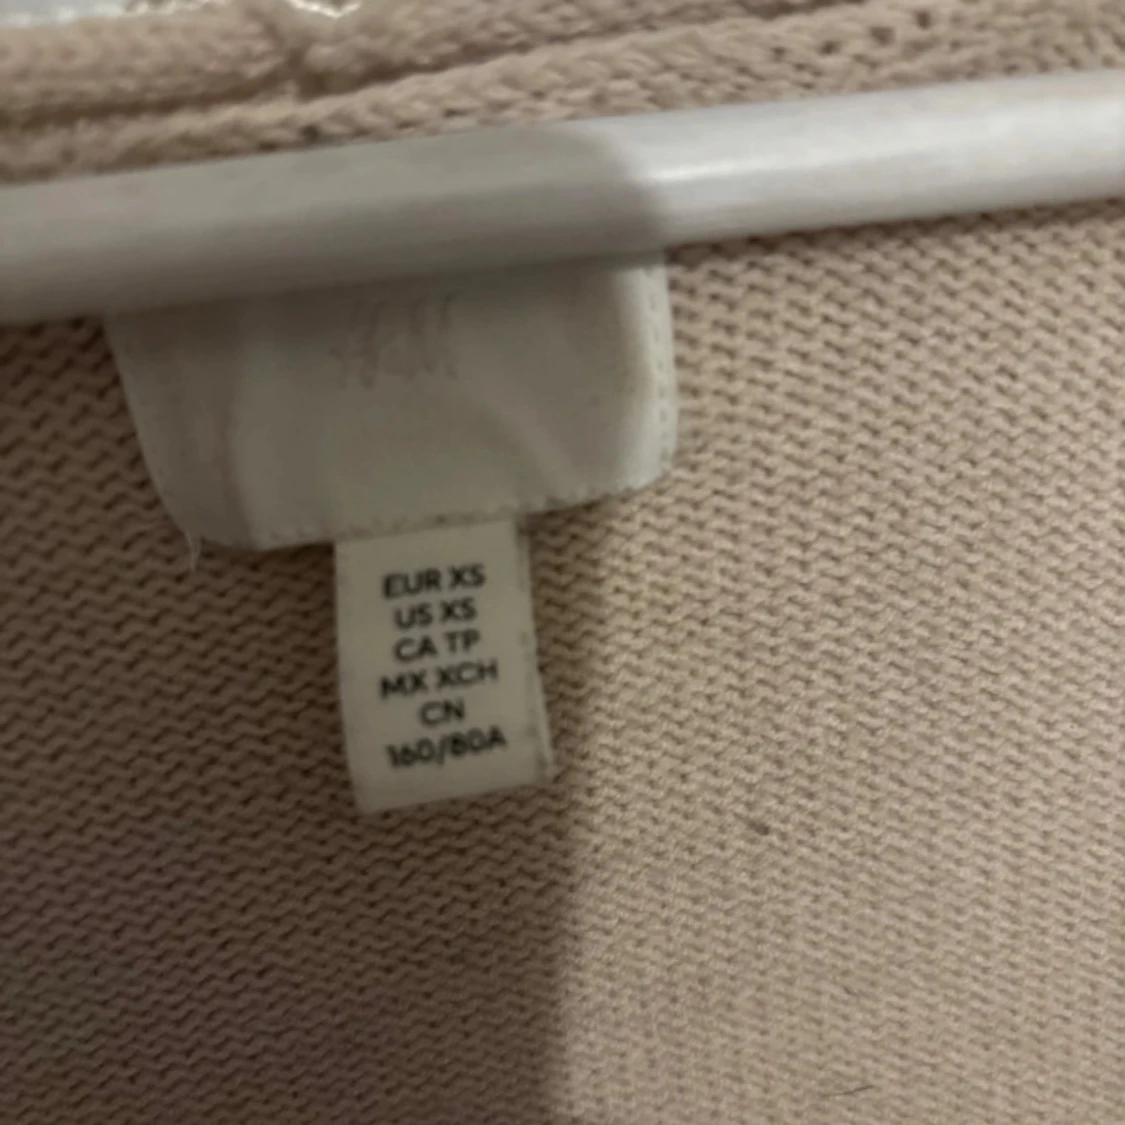 EUR XS
US XS
CA TP
MX XCH
CN
160/80A